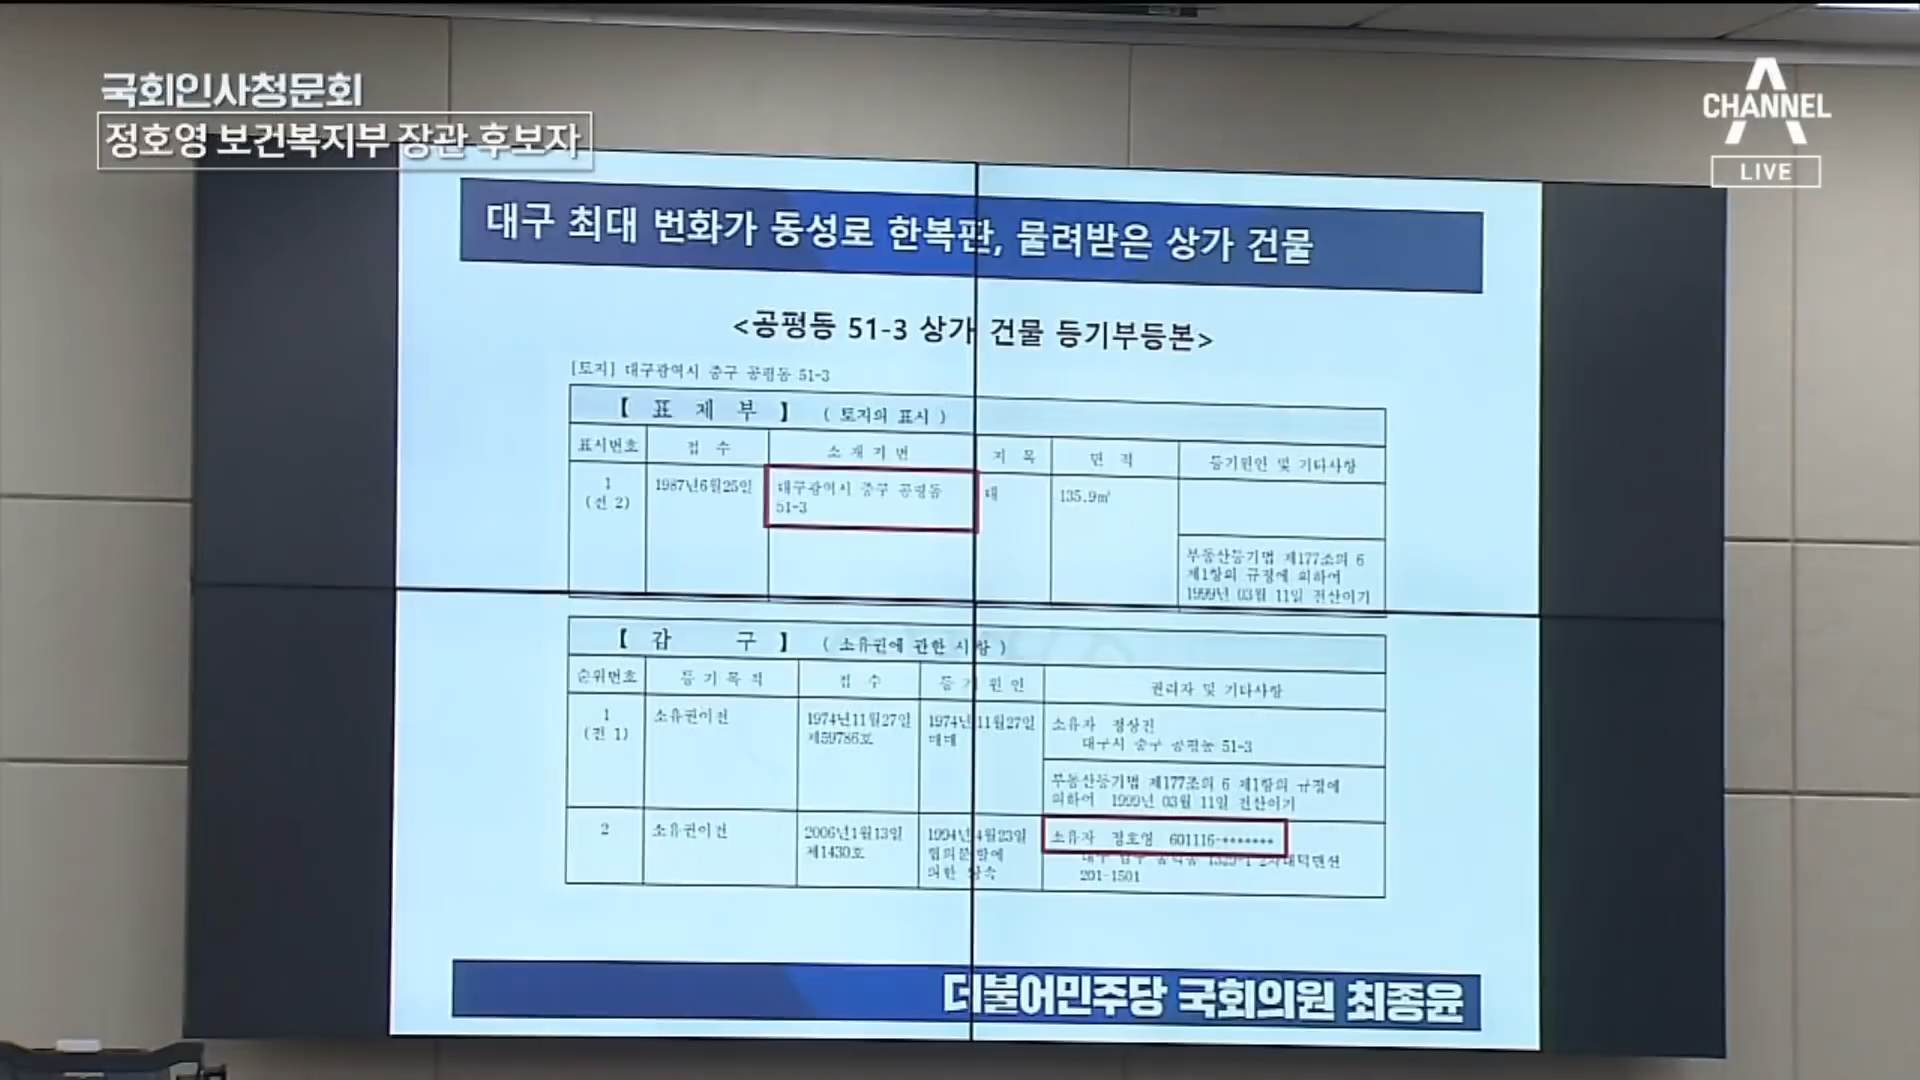 국회인사청문회
정호영 보건복지부 장관 후보자
CHANNEL A
LIVE
대구 최대 번화가 동성로 한복판, 물려받은 상가 건물
<공평동 51-3 상가 건물 등기부등본>
[토지] 대구광역시 중구 공평동 51-3
【 표 제 부 】 ( 토지의 표시 )
표시번호 접 수 소 재 지 번 지 목 면 적 등기원인 및 기타사항
1 1987년6월25일 대구광역시 중구 공평동 대 135.9㎡
(전 2) 51-3
부동산등기법 제177조의 6
제1항의 규정에 의하여
1999년 03월 11일 전산이기
【 갑 구 】 ( 소유권에 관한 사항 )
순위번호 등 기 목 적 접 수 등 기 원 인 권리자 및 기타사항
1 소유권이전 1974년11월27일 1974년11월27일 소유자 정상진
(전 1) 제59786호 매매 대구시 중구 공평동 51-3
부동산등기법 제177조의 6 제1항의 규정에
의하여 1999년 03월 11일 전산이기
2 소유권이전 2006년1월13일 1994년4월23일 소유자 정호영 601116-*******
제1430호 협의분할에 대구
의한 상속 201-1501
더불어민주당 국회의원 최종윤